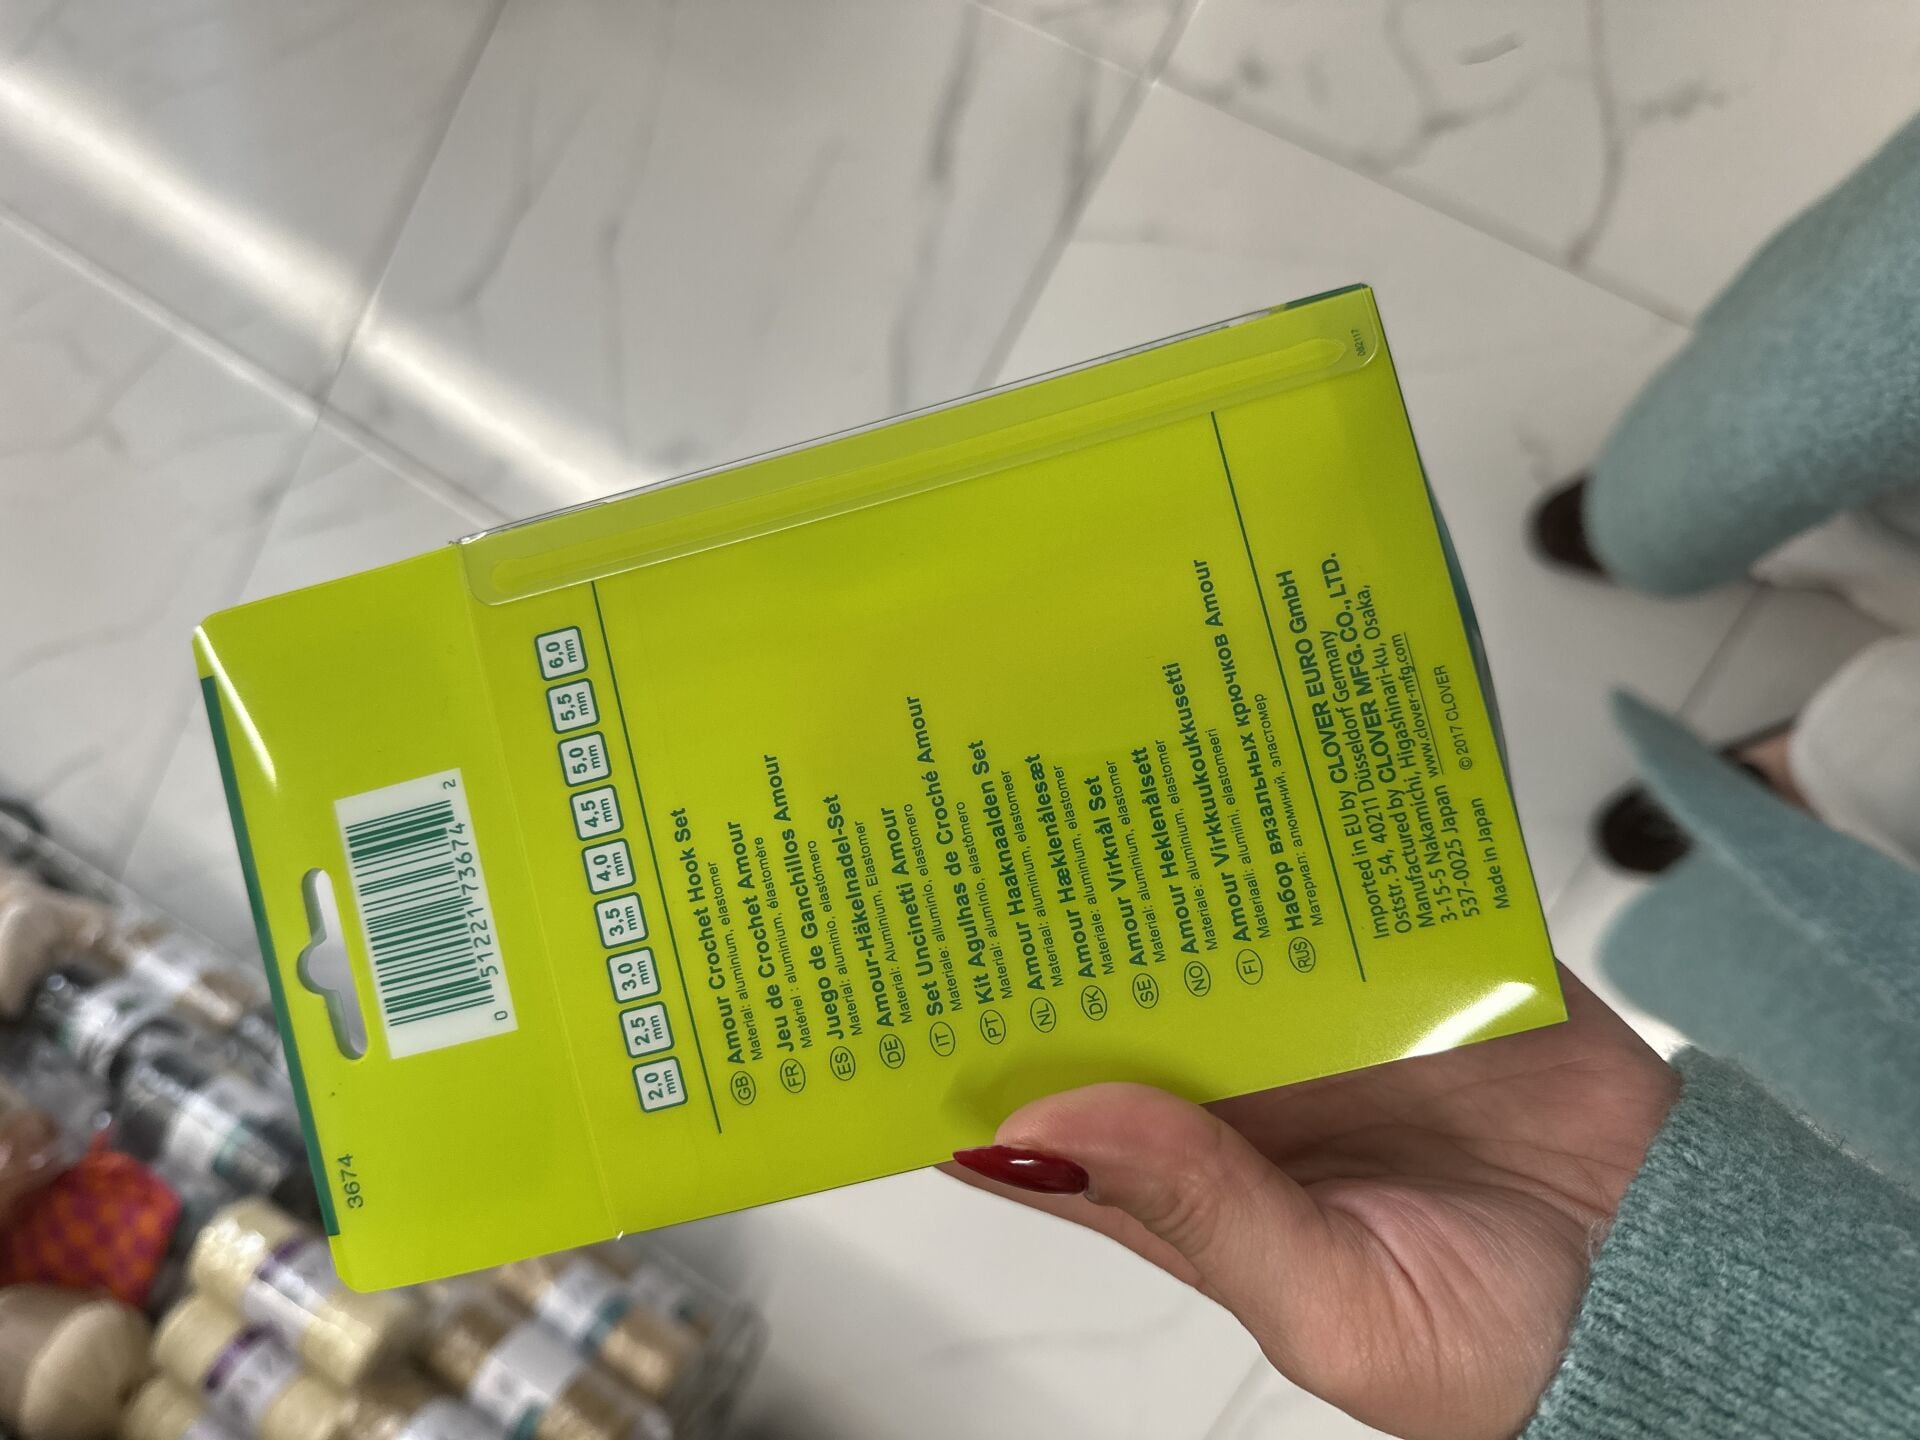 3674
0 51221 73674 2
2,0 mm 2,5 mm 3,0 mm 3,5 mm 4,0 mm 4,5 mm 5,0 mm 5,5 mm 6,0 mm
GB Amour Crochet Hook Set
Material: aluminium, elastomer
FR Jeu de Crochet Amour
Matériel : aluminium, élastomère
ES Juego de Ganchillos Amour
Material: aluminio, elastómero
DE Amour-Häkelnadel-Set
Material: Aluminium, Elastomer
IT Set Uncinetti Amour
Materiale: alluminio, elastomero
PT Kit Agulhas de Croché Amour
Material: alumínio, elastômero
NL Amour Haaknaalden Set
Materiaal: aluminium, elastomeer
DK Amour Hæklenålesæt
Materiale: aluminium, elastomer
SE Amour Virknål Set
Material: aluminium, elastomer
NO Amour Heklenålsett
Materiale: aluminium, elastomer
FI Amour Virkkuukoukkusetti
Materiaali: alumiini, elastomeeri
RUS Набор вязальных крючков Amour
Материал: алюминий, эластомер
Imported in EU by CLOVER EURO GmbH
Oststr. 54, 40211 Düsseldorf Germany
Manufactured by CLOVER MFG. CO., LTD.
3-15-5 Nakamichi, Higashinari-ku, Osaka,
537-0025 Japan www.clover-mfg.com
Made in Japan © 2017 CLOVER
082117